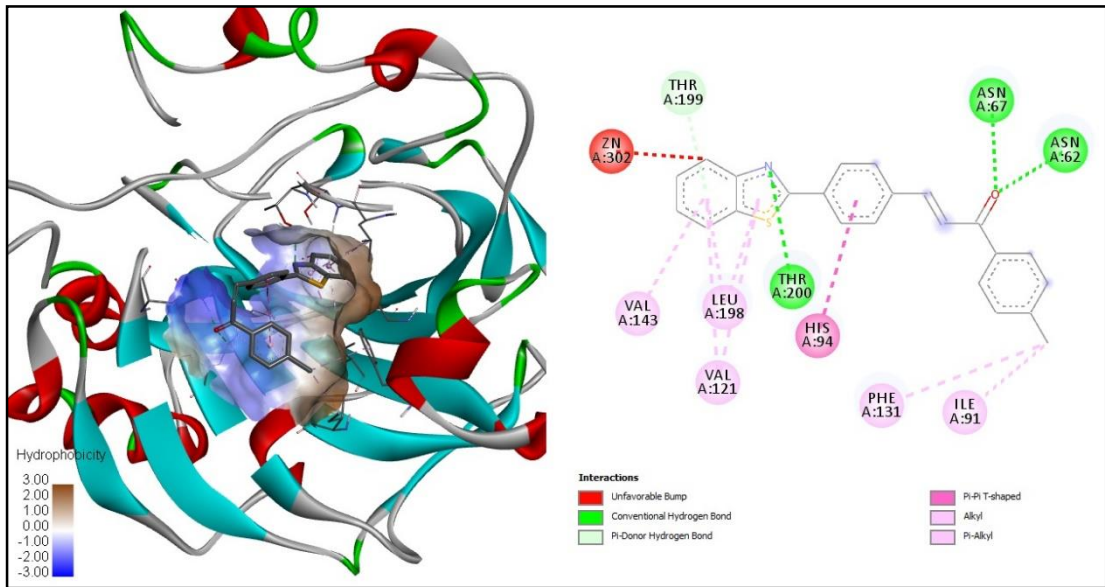 Hydrophobicity
3.00
2.00
1.00
0.00
-1.00
-2.00
-3.00
THR
A:199
ZN
A:302
ASN
A:67
ASN
A:62
N
S
O
THR
A:200
VAL
A:143
LEU
A:198
HIS
A:94
VAL
A:121
PHE
A:131
ILE
A:91
Interactions
Unfavorable Bump
Conventional Hydrogen Bond
Pi-Donor Hydrogen Bond
Pi-Pi T-shaped
Alkyl
Pi-Alkyl